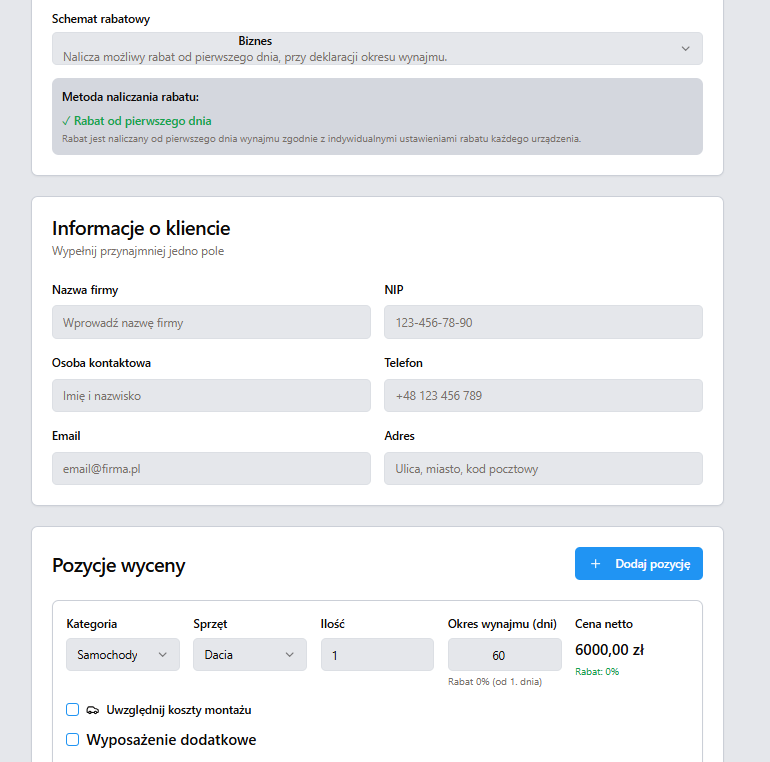 Schemat rabatowy
Biznes
Nalicza możliwy rabat od pierwszego dnia, przy deklaracji okresu wynajmu.
Metoda naliczania rabatu:
✓ Rabat od pierwszego dnia
Rabat jest naliczany od pierwszego dnia wynajmu zgodnie z indywidualnymi ustawieniami rabatu każdego urządzenia.
Informacje o kliencie
Wypełnij przynajmniej jedno pole
Nazwa firmy
NIP
Wprowadź nazwę firmy
123-456-78-90
Osoba kontaktowa
Telefon
Imię i nazwisko
+48 123 456 789
Email
Adres
email@firma.pl
Ulica, miasto, kod pocztowy
Pozycje wyceny
+ Dodaj pozycję
Kategoria
Sprzęt
Ilość
Okres wynajmu (dni)
Cena netto
Samochody
Dacia
1
60
6000,00 zł
Rabat: 0%
Rabat 0% (od 1. dnia)
Uwzględnij koszty montażu
Wyposażenie dodatkowe